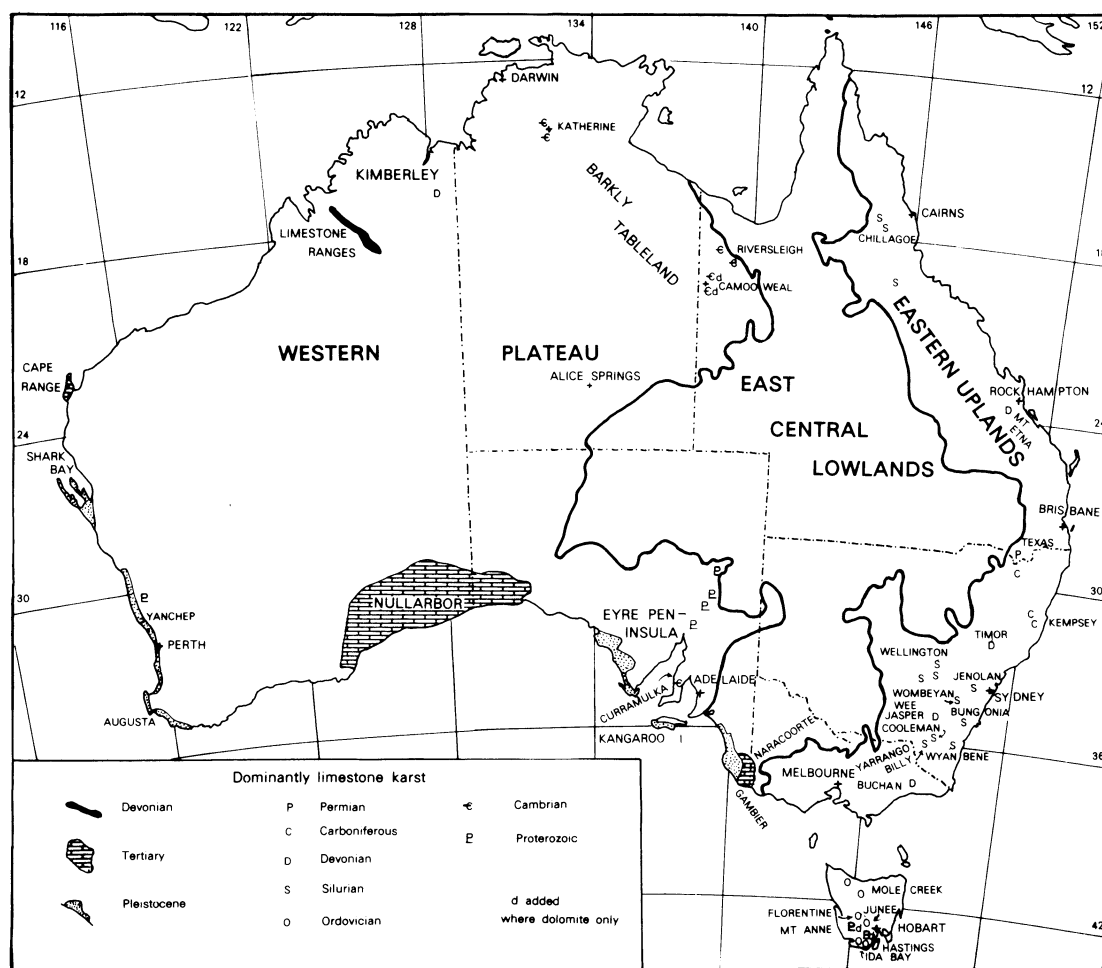 116
122
128
134
140
146
152
12
12
DARWIN
Є
Є
KATHERINE
KIMBERLEY
D
BARKLY
TABLELAND
LIMESTONE
RANGES
CAIRNS
S
S
CHILLAGOE
Є
RIVERSLEIGH
Єd
Єd
CAMOOWEAL
18
18
S
WESTERN
PLATEAU
EAST
CENTRAL
LOWLANDS
EASTERN UPLANDS
CAPE
RANGE
ALICE SPRINGS
ROCKHAMPTON
D MT
ETNA
24
24
SHARK
BAY
BRISBANE
TEXAS
P
C
30
30
P
YANCHEP
PERTH
AUGUSTA
NULLARBOR
P
P
P
P
EYRE PEN-
INSULA
CURRAMULKA
Є
ADELAIDE
KANGAROO I
NARACOORTE
GAMBIER
C
C
KEMPSEY
TIMOR
D
WELLINGTON
S
S S
JENOLAN
S
WOMBEYAN
S
SYDNEY
WEE
JASPER D
BUNGONIA
S
COOLEMAN
S
S
S S
YARRANGO
BILLY
WYANBENE
36
MELBOURNE
BUCHAN D
O
O
MOLE CREEK
JUNEE
FLORENTINE
O
O
MT ANNE
Pd
HOBART
HASTINGS
IDA BAY
42
Dominantly limestone karst
Devonian
P Permian
Є Cambrian
C Carboniferous
P Proterozoic
Tertiary
D Devonian
S Silurian
Pleistocene
d added
where dolomite only
O Ordovician